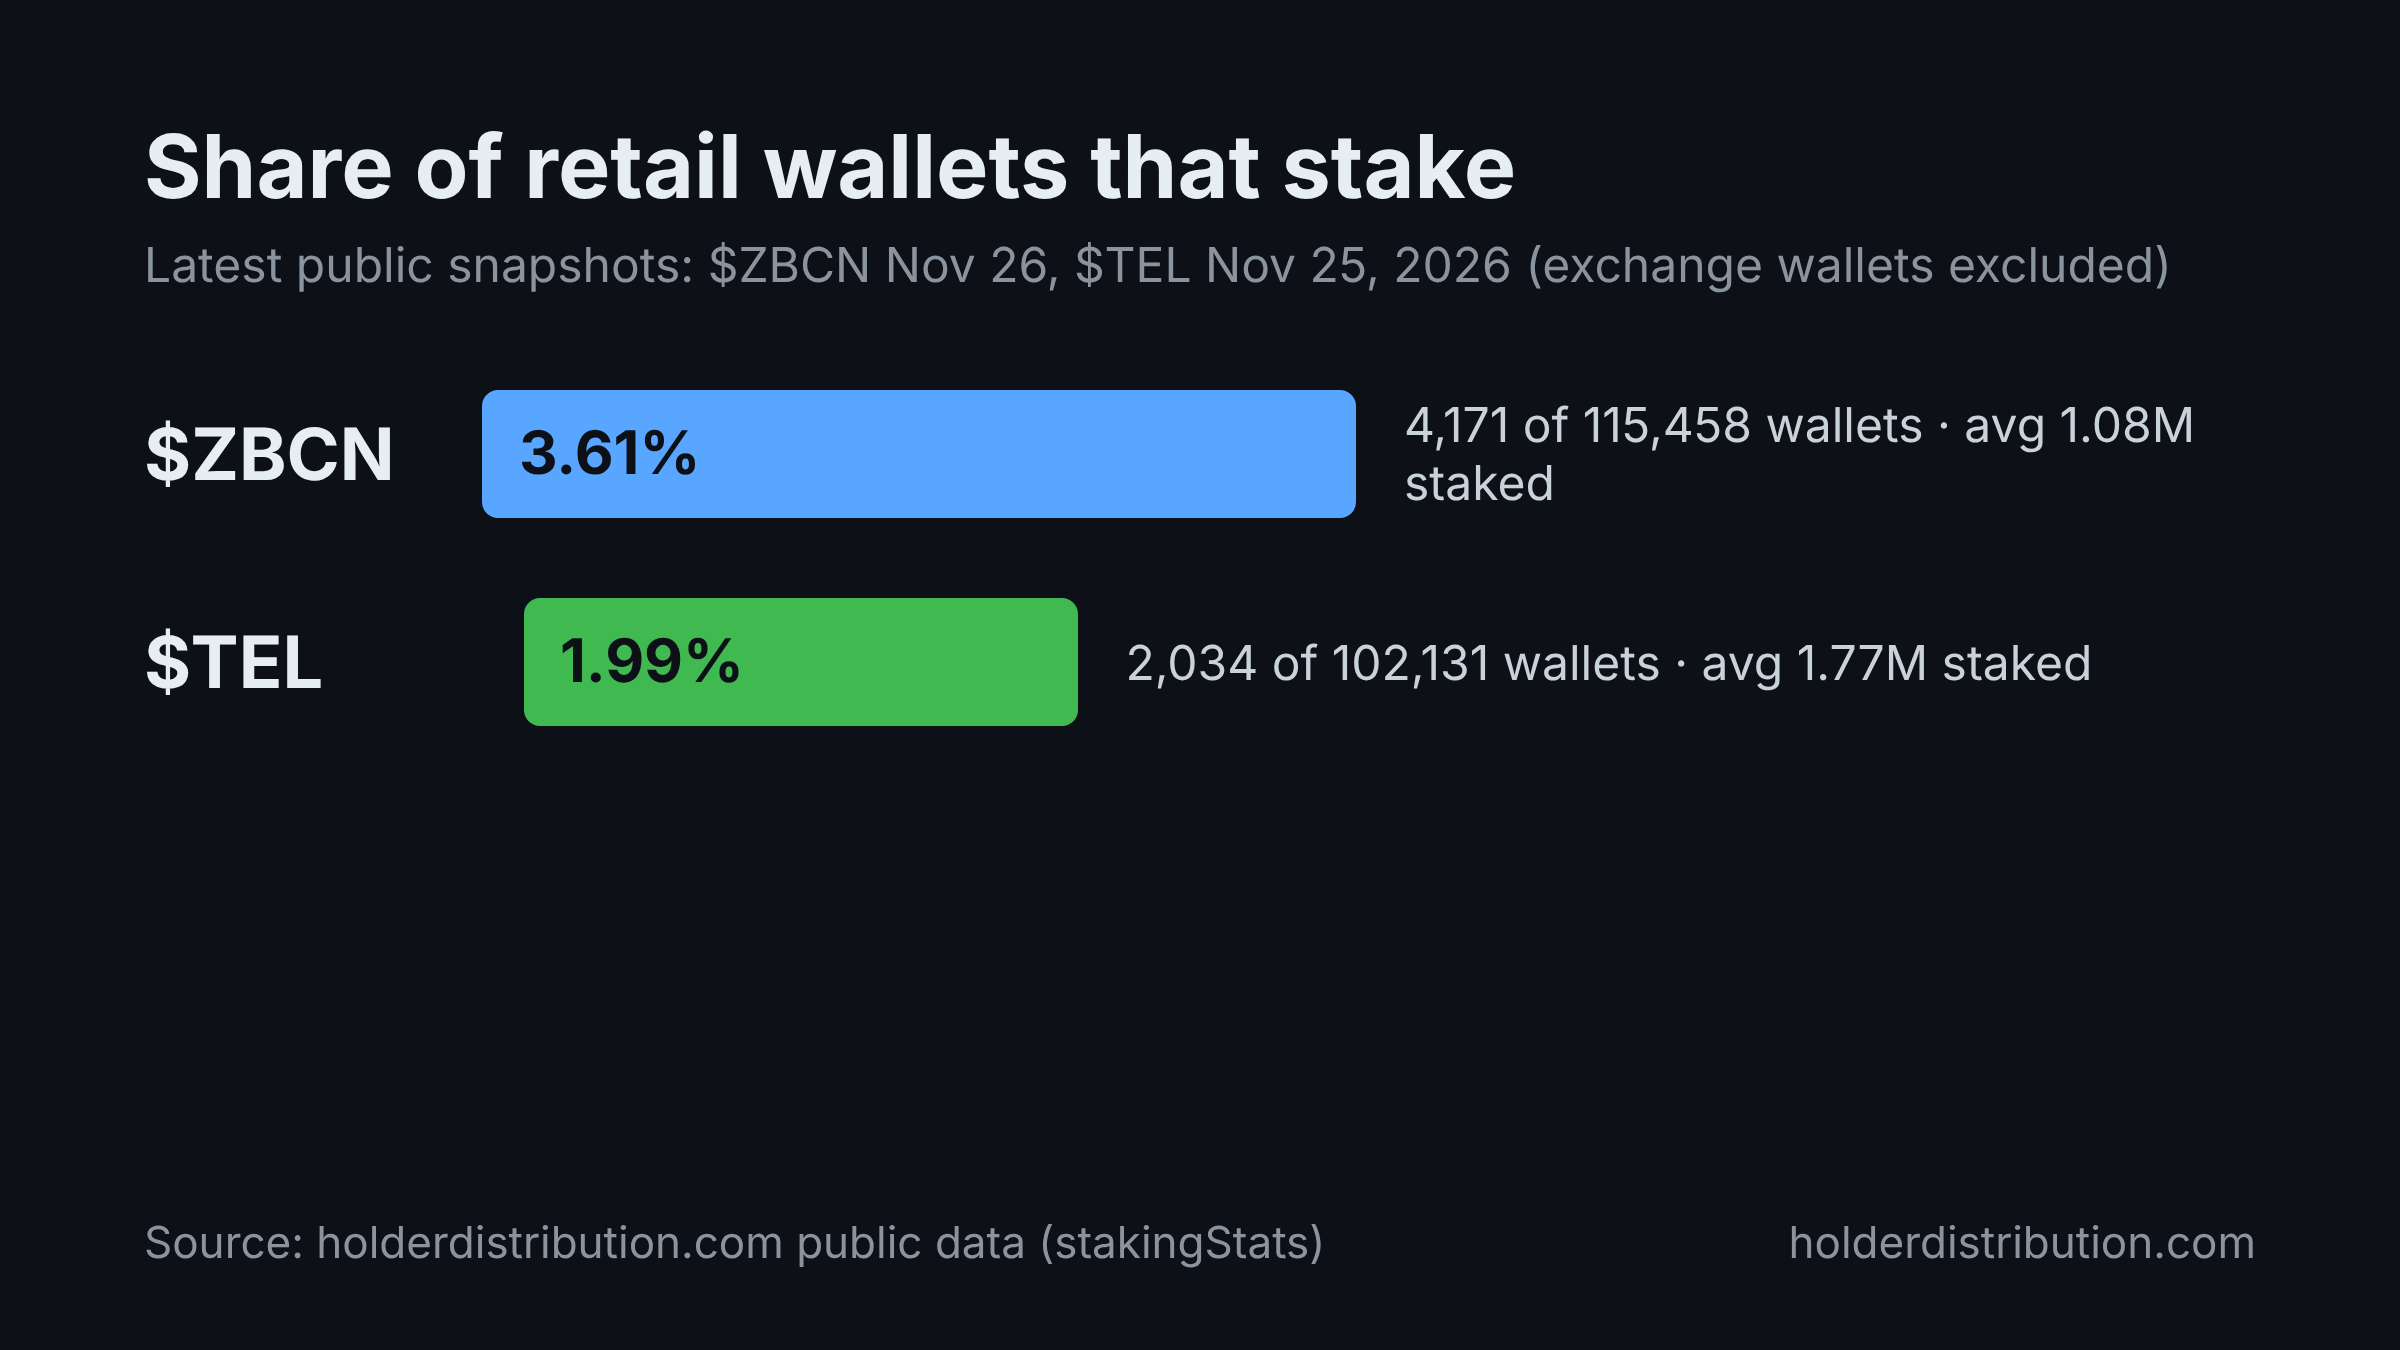 Share of retail wallets that stake
Latest public snapshots: $ZBCN Nov 26, $TEL Nov 25, 2026 (exchange wallets excluded)
$ZBCN
3.61%
4,171 of 115,458 wallets · avg 1.08M
staked
$TEL
1.99%
2,034 of 102,131 wallets · avg 1.77M staked
Source: holderdistribution.com public data (stakingStats)
holderdistribution.com